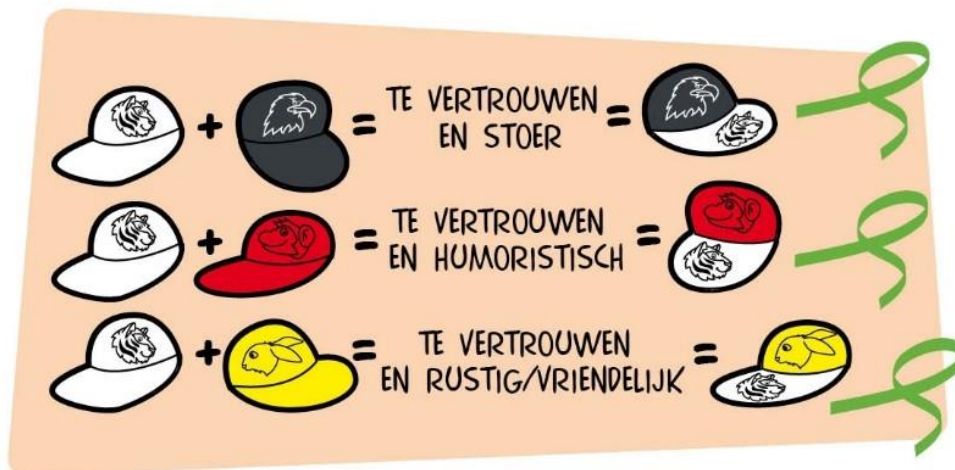 + = TE VERTROUWEN
EN STOER =
+ = TE VERTROUWEN
EN HUMORISTISCH =
+ = TE VERTROUWEN
EN RUSTIG/VRIENDELIJK =